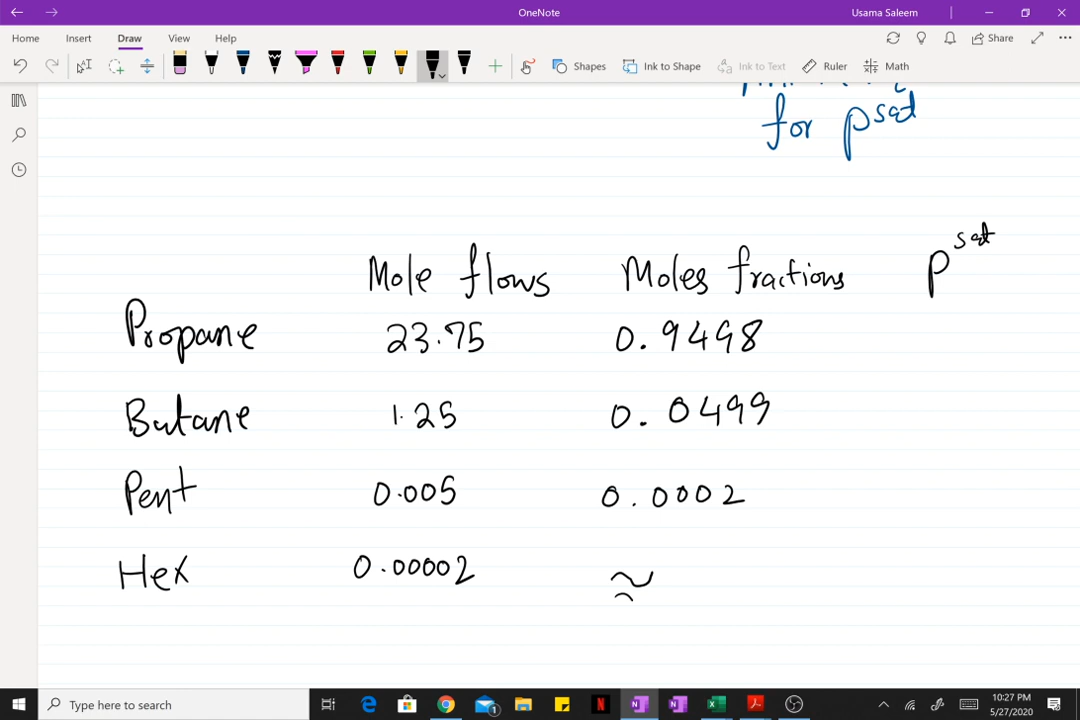 OneNote
Usama Saleem
Home Insert Draw View Help
Share
Shapes Ink to Shape Ink to Text Ruler Math
for psat
Mole flows Moles fractions psat
Propane 23.75 0.9498
Butane 1.25 0.0499
Pent 0.005 0.0002
Hex 0.00002 ≈
Type here to search
1
10:27 PM
5/27/2020